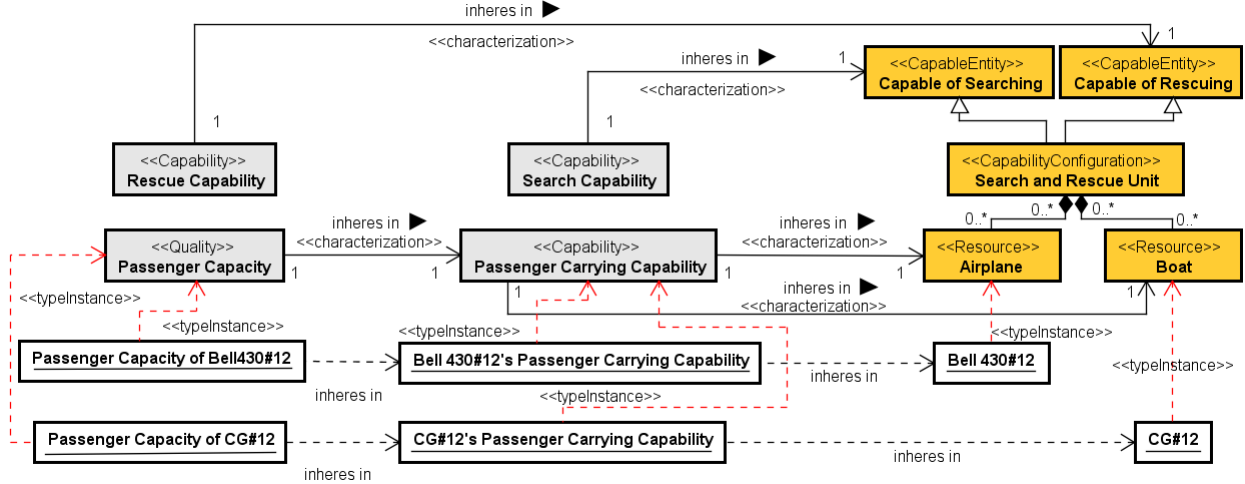 inheres in
<<characterization>>
1
inheres in
1
<<characterization>>
<<CapableEntity>>
Capable of Searching
<<CapableEntity>>
Capable of Rescuing
1
1
<<Capability>>
Rescue Capability
<<Capability>>
Search Capability
<<CapabilityConfiguration>>
Search and Rescue Unit
0..*
0..*
inheres in
<<characterization>>
inheres in
<<characterization>>
0..*
0..*
<<Quality>>
Passenger Capacity
<<Capability>>
Passenger Carrying Capability
<<Resource>>
Airplane
<<Resource>>
Boat
1
1
1
1
<<typeInstance>>
1
inheres in
<<characterization>>
1
<<typeInstance>>
<<typeInstance>>
<<typeInstance>>
Passenger Capacity of Bell430#12
Bell 430#12's Passenger Carrying Capability
Bell 430#12
<<typeInstance>>
inheres in
inheres in
<<typeInstance>>
Passenger Capacity of CG#12
CG#12's Passenger Carrying Capability
CG#12
inheres in
inheres in